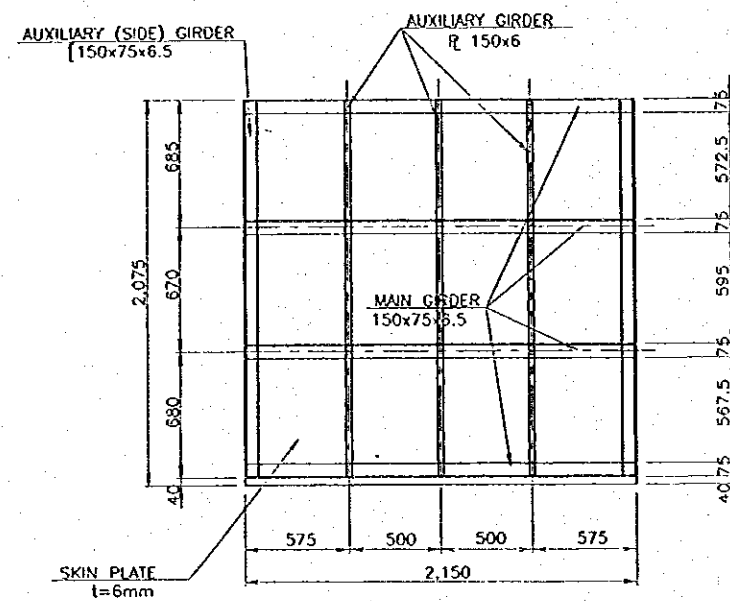 AUXILIARY (SIDE) GIRDER
[150x75x6.5
AUXILIARY GIRDER
PL 150x6
685
670
680
40
2,075
75
572.5
75
595
75
567.5
75
40
MAIN GIRDER
150x75x6.5
575
500
500
575
2,150
SKIN PLATE
t=6mm